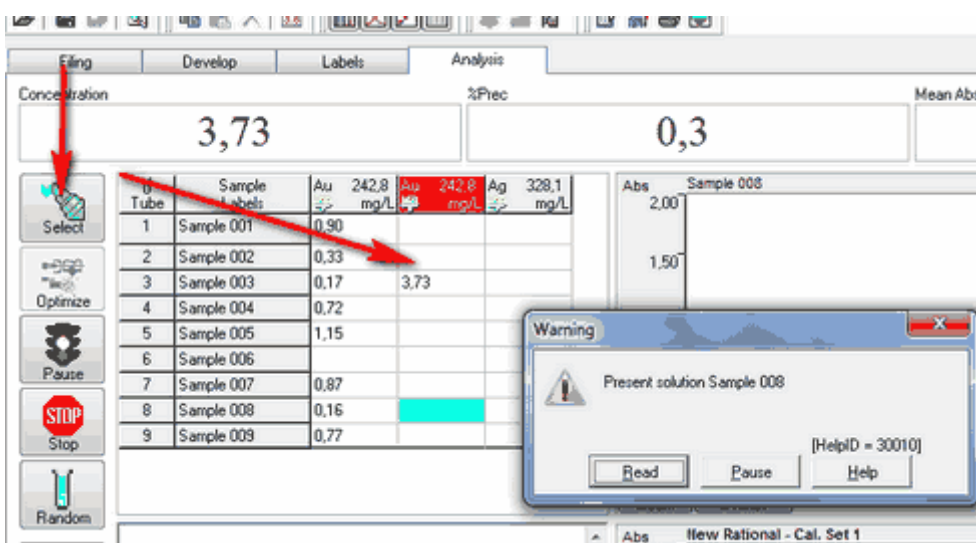 Filing Develop Labels Analysis
Concentration %Prec Mean Abs
3,73 0,3
Select
Optimize
Pause
STOP
Stop
Random
Tube Sample Labels Au 242,8 mg/L Au 242,8 mg/L Ag 328,1 mg/L
1 Sample 001 0,90
2 Sample 002 0,33
3 Sample 003 0,17 3,73
4 Sample 004 0,72
5 Sample 005 1,15
6 Sample 006
7 Sample 007 0,87
8 Sample 008 0,16
9 Sample 009 0,77
Abs Sample 008
2,00
1,50
Warning
Present solution Sample 008
[HelpID = 30010]
Read Pause Help
Abs New Rational - Cal. Set 1